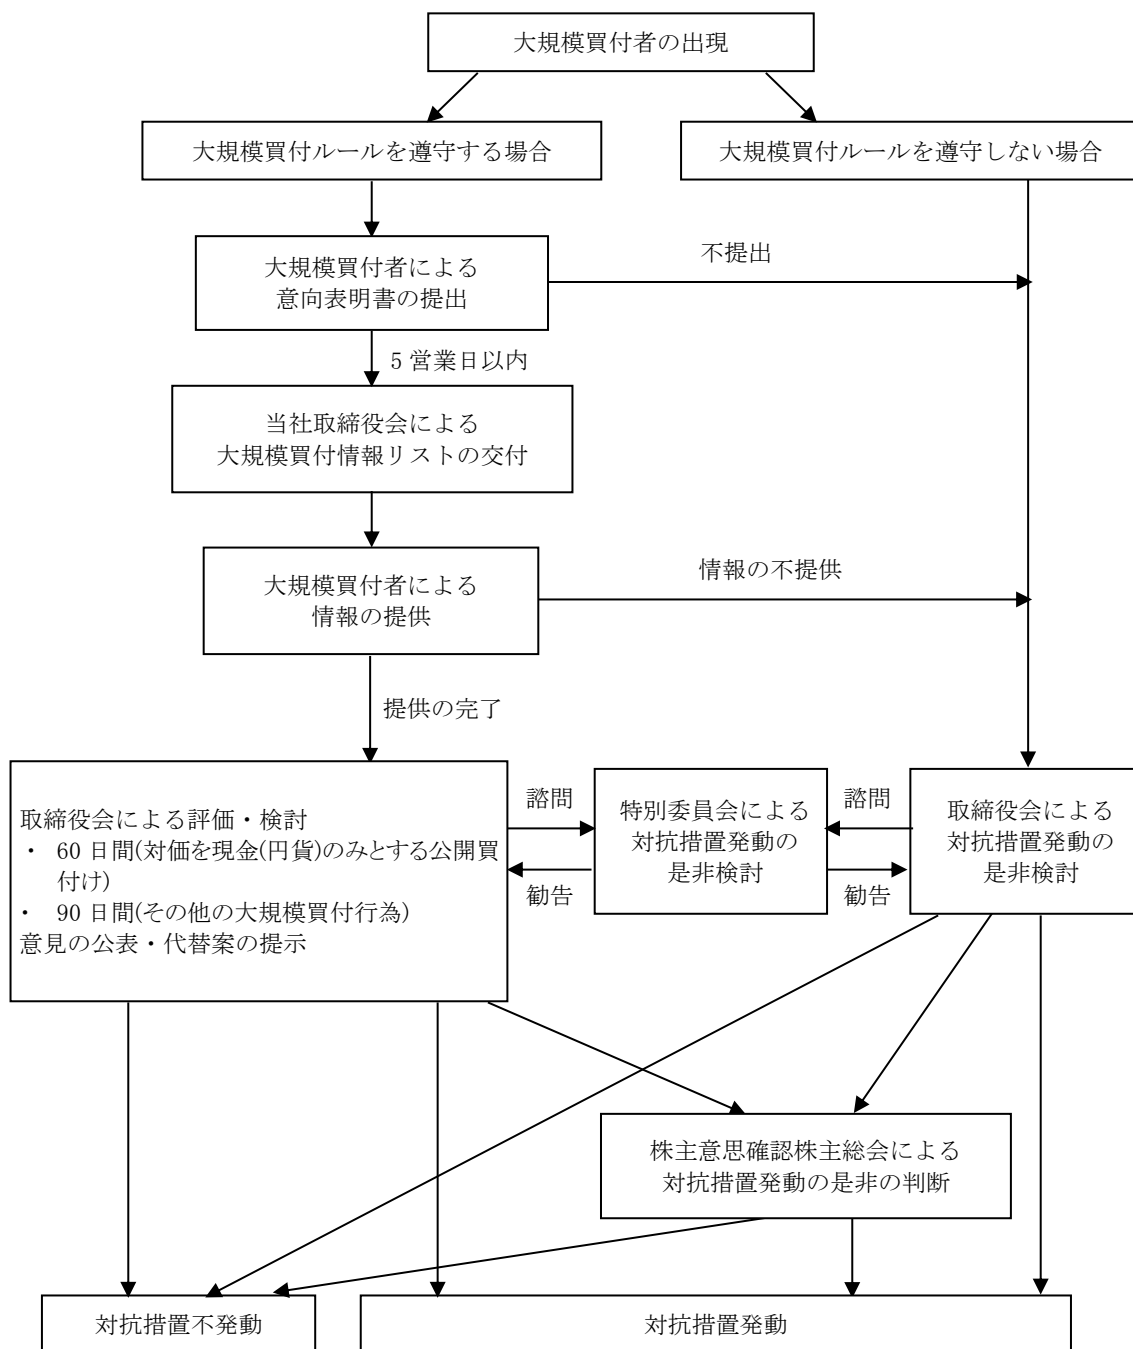 大規模買付者の出現
大規模買付ルールを遵守する場合
大規模買付ルールを遵守しない場合
大規模買付者による
意向表明書の提出
不提出
5 営業日以内
当社取締役会による
大規模買付情報リストの交付
大規模買付者による
情報の提供
情報の不提供
提供の完了
取締役会による評価・検討
・ 60 日間(対価を現金(円貨)のみとする公開買
付け)
・ 90 日間(その他の大規模買付行為)
意見の公表・代替案の提示
諮問
勧告
特別委員会による
対抗措置発動の
是非検討
諮問
勧告
取締役会による
対抗措置発動の
是非検討
株主意思確認株主総会による
対抗措置発動の是非の判断
対抗措置不発動
対抗措置発動